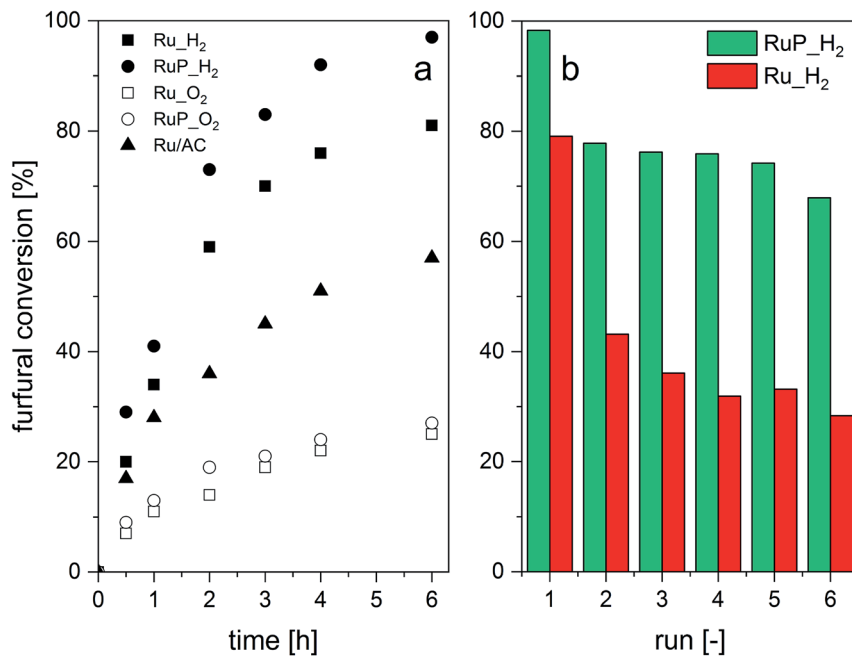 furfural conversion [%]
100
80
60
40
20
0
Ru_H2
RuP_H2
Ru_O2
RuP_O2
Ru/AC
a
0 1 2 3 4 5 6
time [h]
100
80
60
40
20
0
b
RuP_H2
Ru_H2
1 2 3 4 5 6
run [-]